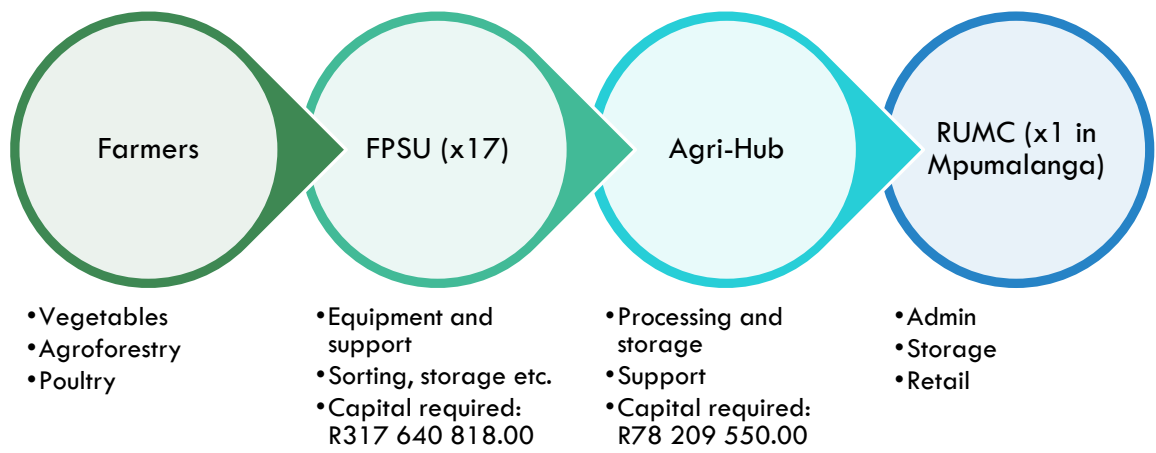 Farmers
FPSU (x17)
Agri-Hub
RUMC (x1 in
Mpumalanga)
•Vegetables
•Agroforestry
•Poultry
•Equipment and
support
•Sorting, storage etc.
•Capital required:
R317 640 818.00
•Processing and
storage
•Support
•Capital required:
R78 209 550.00
•Admin
•Storage
•Retail